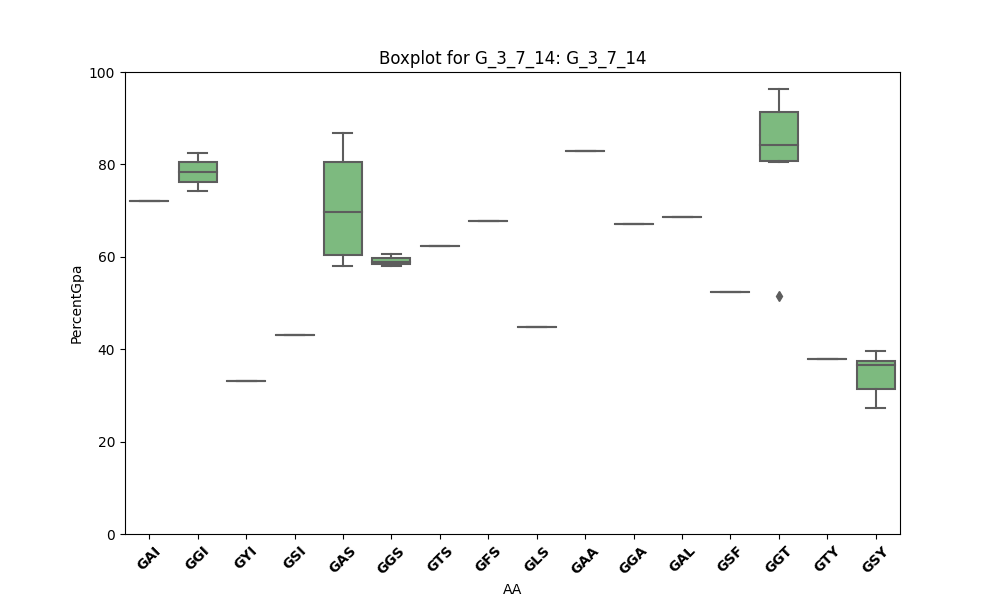 Boxplot for G_3_7_14: G_3_7_14
100
80
60
40
20
0
PercentGpa
GAI
GGI
GYI
GSI
GAS
GGS
GTS
GFS
GLS
GAA
GGA
GAL
GSF
GGT
GTY
GSY
AA